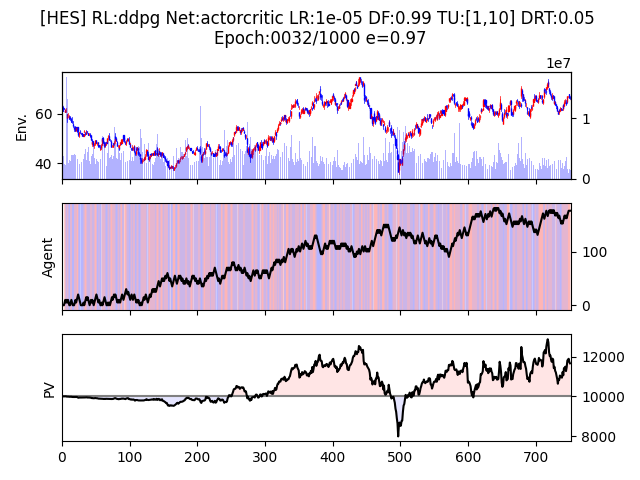 [HES] RL:ddpg Net:actorcritic LR:1e-05 DF:0.99 TU:[1,10] DRT:0.05
Epoch:0032/1000 e=0.97
1e7
Env.
60
40
1
0
Agent
100
0
PV
12000
10000
8000
0 100 200 300 400 500 600 700